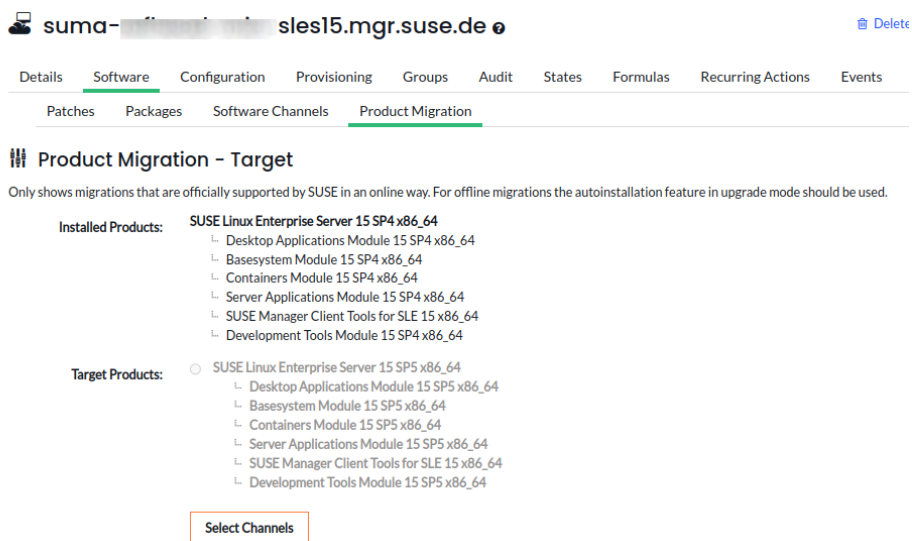 suma- sles15.mgr.suse.de
Delete
Details Software Configuration Provisioning Groups Audit States Formulas Recurring Actions Events
Patches Packages Software Channels Product Migration
Product Migration - Target
Only shows migrations that are officially supported by SUSE in an online way. For offline migrations the autoinstallation feature in upgrade mode should be used.
Installed Products: SUSE Linux Enterprise Server 15 SP4 x86_64
Desktop Applications Module 15 SP4 x86_64
Basesystem Module 15 SP4 x86_64
Containers Module 15 SP4 x86_64
Server Applications Module 15 SP4 x86_64
SUSE Manager Client Tools for SLE 15 x86_64
Development Tools Module 15 SP4 x86_64
Target Products: SUSE Linux Enterprise Server 15 SP5 x86_64
Desktop Applications Module 15 SP5 x86_64
Basesystem Module 15 SP5 x86_64
Containers Module 15 SP5 x86_64
Server Applications Module 15 SP5 x86_64
SUSE Manager Client Tools for SLE 15 x86_64
Development Tools Module 15 SP5 x86_64
Select Channels